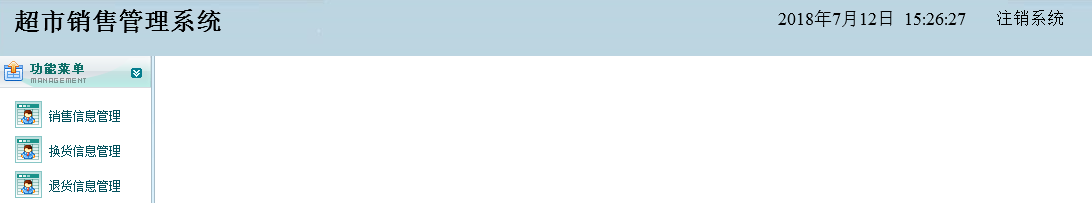 超市销售管理系统
2018年7月12日 15:26:27 注销系统
功能菜单
MANAGEMENT
销售信息管理
换货信息管理
退货信息管理